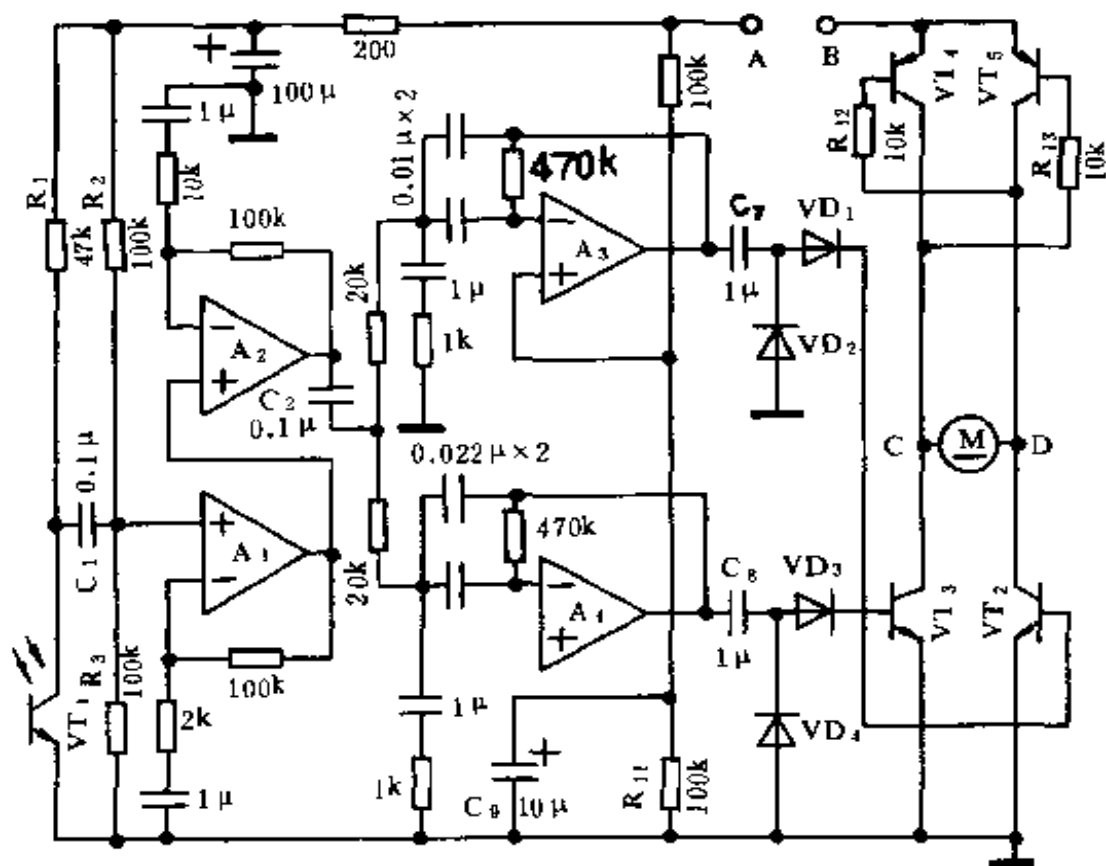 200
A
B
+
100μ
1μ
100k
VT4
VT5
R12
10k
R13
10k
0.01μ×2
470k
10k
R1
47k
R2
100k
100k
C7
1μ
VD1
A3
−
+
20k
1μ
1k
VD2
A2
−
+
C2
0.1μ
C
M
D
0.022μ×2
0.1μ
C1
A1
+
−
20k
470k
C8
1μ
VD3
A4
−
+
VT3
VT2
VT1
R3
100k
100k
2k
1μ
1μ
1k
+
C9
10μ
R11
100k
VD4